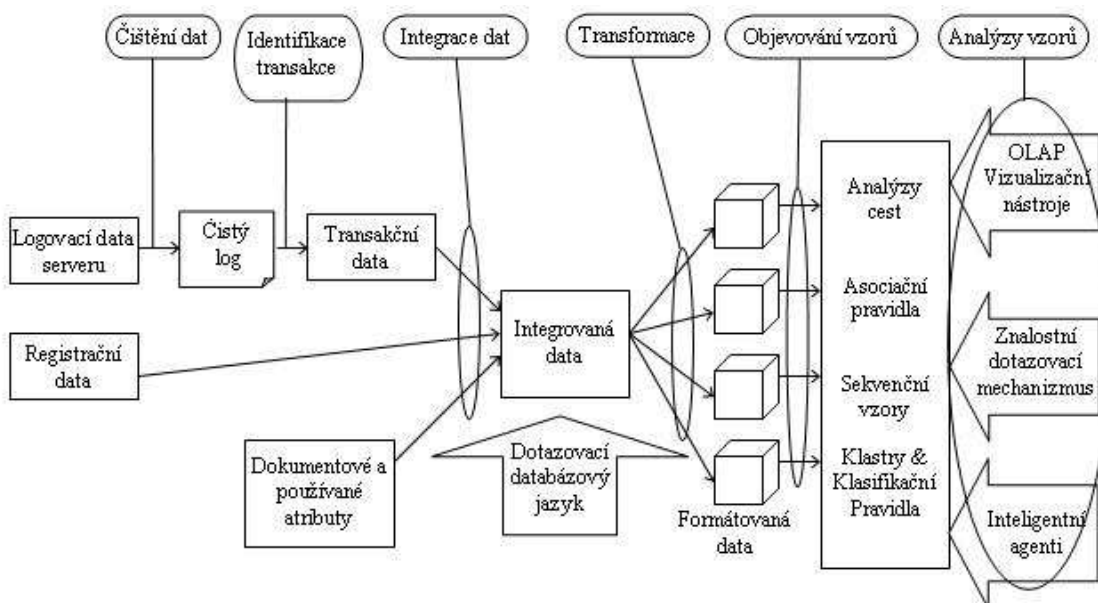 Čištění dat
Identifikace
transakce
Integrace dat
Transformace
Objevování vzorů
Analýzy vzorů
Logovací data
serveru
Čistý
log
Transakční
data
Registrační
data
Dokumentové a
používané
atributy
Integrovaná
data
Dotazovací
databázový
jazyk
Formátovaná
data
Analýzy
cest
Asociační
pravidla
Sekvenční
vzory
Klastry &
Klasifikační
Pravidla
OLAP
Vizualizační
nástroje
Znalostní
dotazovací
mechanizmus
Inteligentní
agenti